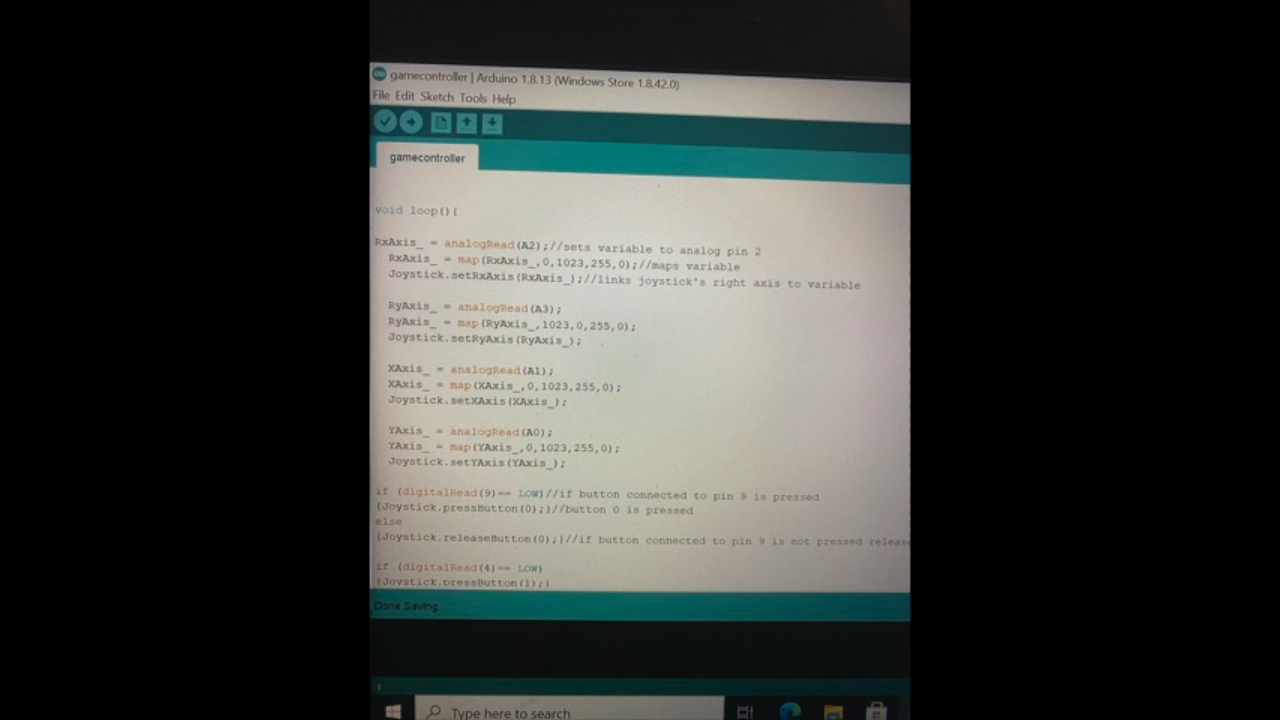 gamecontroller | Arduino 1.8.13 (Windows Store 1.8.42.0)
File Edit Sketch Tools Help
gamecontroller
void loop(){
RxAxis_ = analogRead(A2);//sets variable to analog pin 2
RxAxis_ = map(RxAxis_,0,1023,255,0);//maps variable
Joystick.setRxAxis(RxAxis_);//links joystick's right axis to variable
RyAxis_ = analogRead(A3);
RyAxis_ = map(RyAxis_,1023,0,255,0);
Joystick.setRyAxis(RyAxis_);
XAxis_ = analogRead(A1);
XAxis_ = map(XAxis_,0,1023,255,0);
Joystick.setXAxis(XAxis_);
YAxis_ = analogRead(A0);
YAxis_ = map(YAxis_,0,1023,255,0);
Joystick.setYAxis(YAxis_);
if (digitalRead(9)== LOW)//if button connected to pin 9 is pressed
{Joystick.pressButton(0);}//button 0 is pressed
else
{Joystick.releaseButton(0);}//if button connected to pin 9 is not pressed release
if (digitalRead(4)== LOW)
{Joystick.pressButton(1);}
Done Saving.
Type here to search